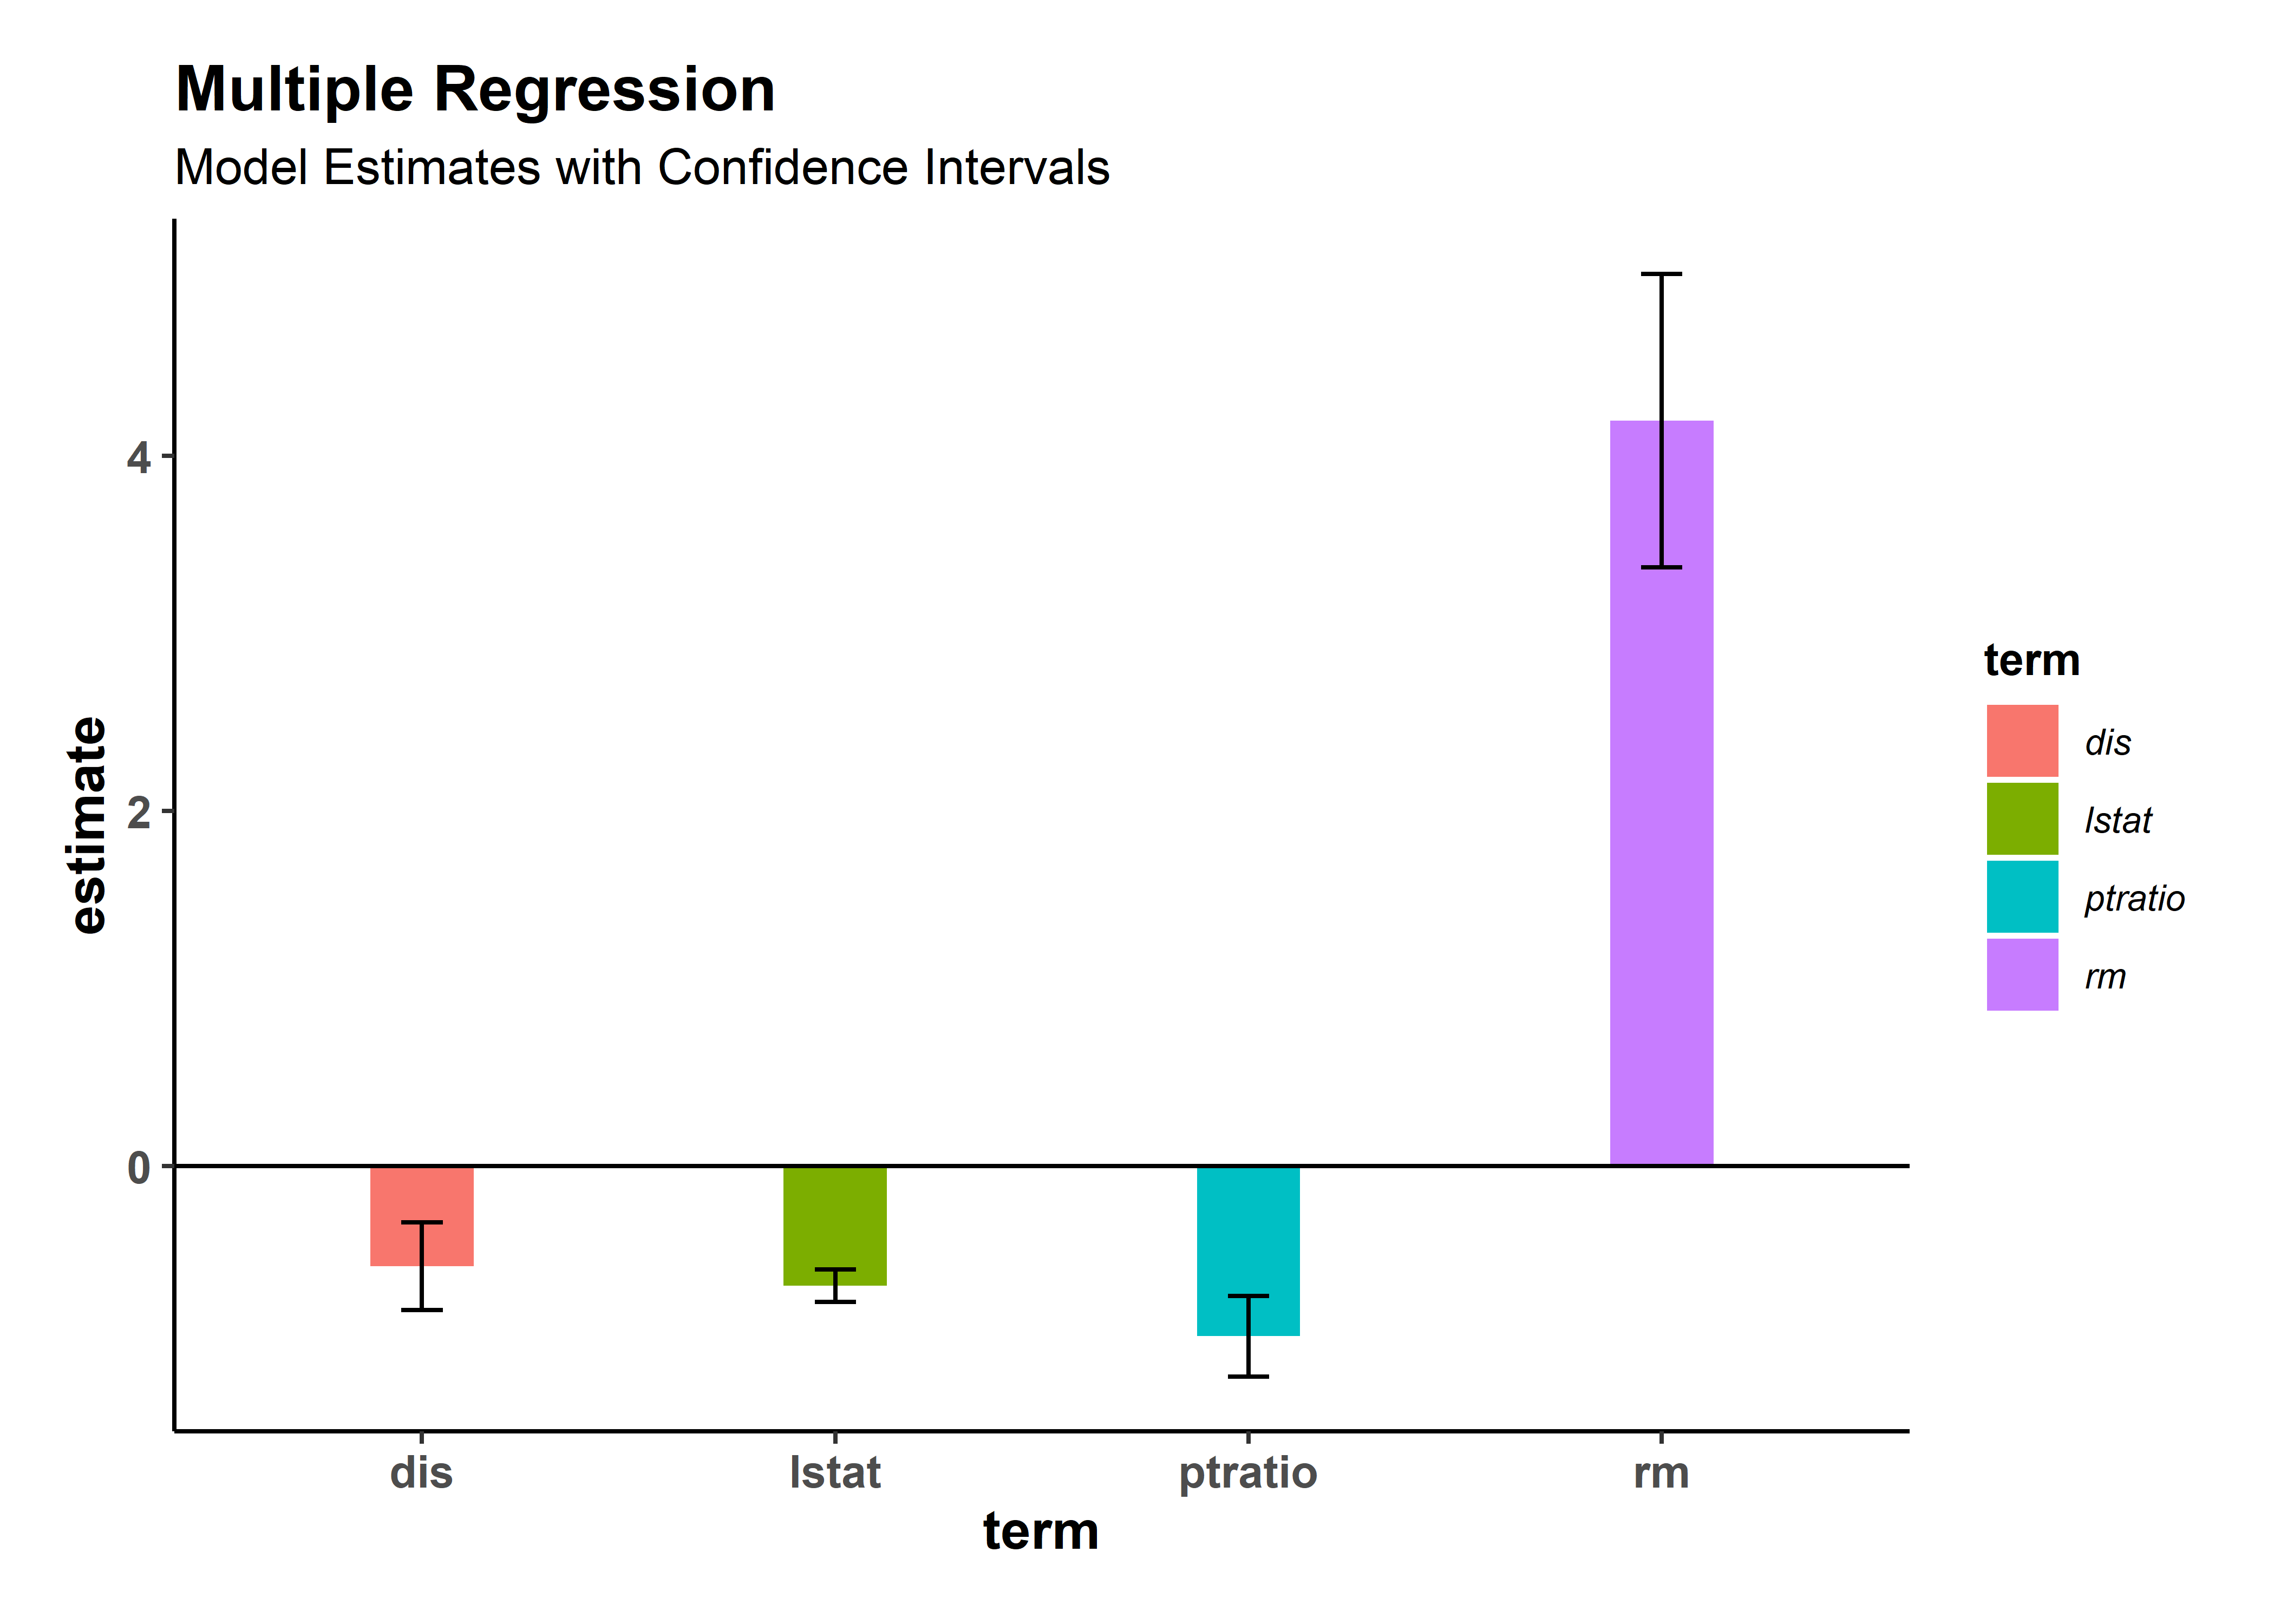 Multiple Regression
Model Estimates with Confidence Intervals
estimate
4
2
0
dis
lstat
ptratio
rm
term
term
dis
lstat
ptratio
rm